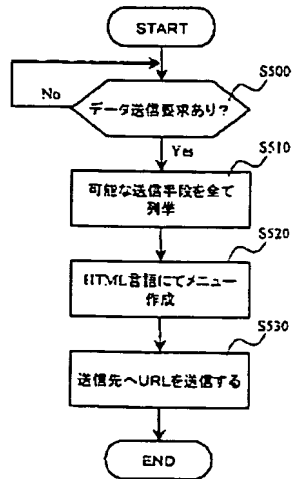 START
S500
No
データ送信要求あり?
Yes
S510
可能な送信手段を全て
列挙
S520
HTML言語にてメニュー
作成
S530
送信先へURLを送信する
END